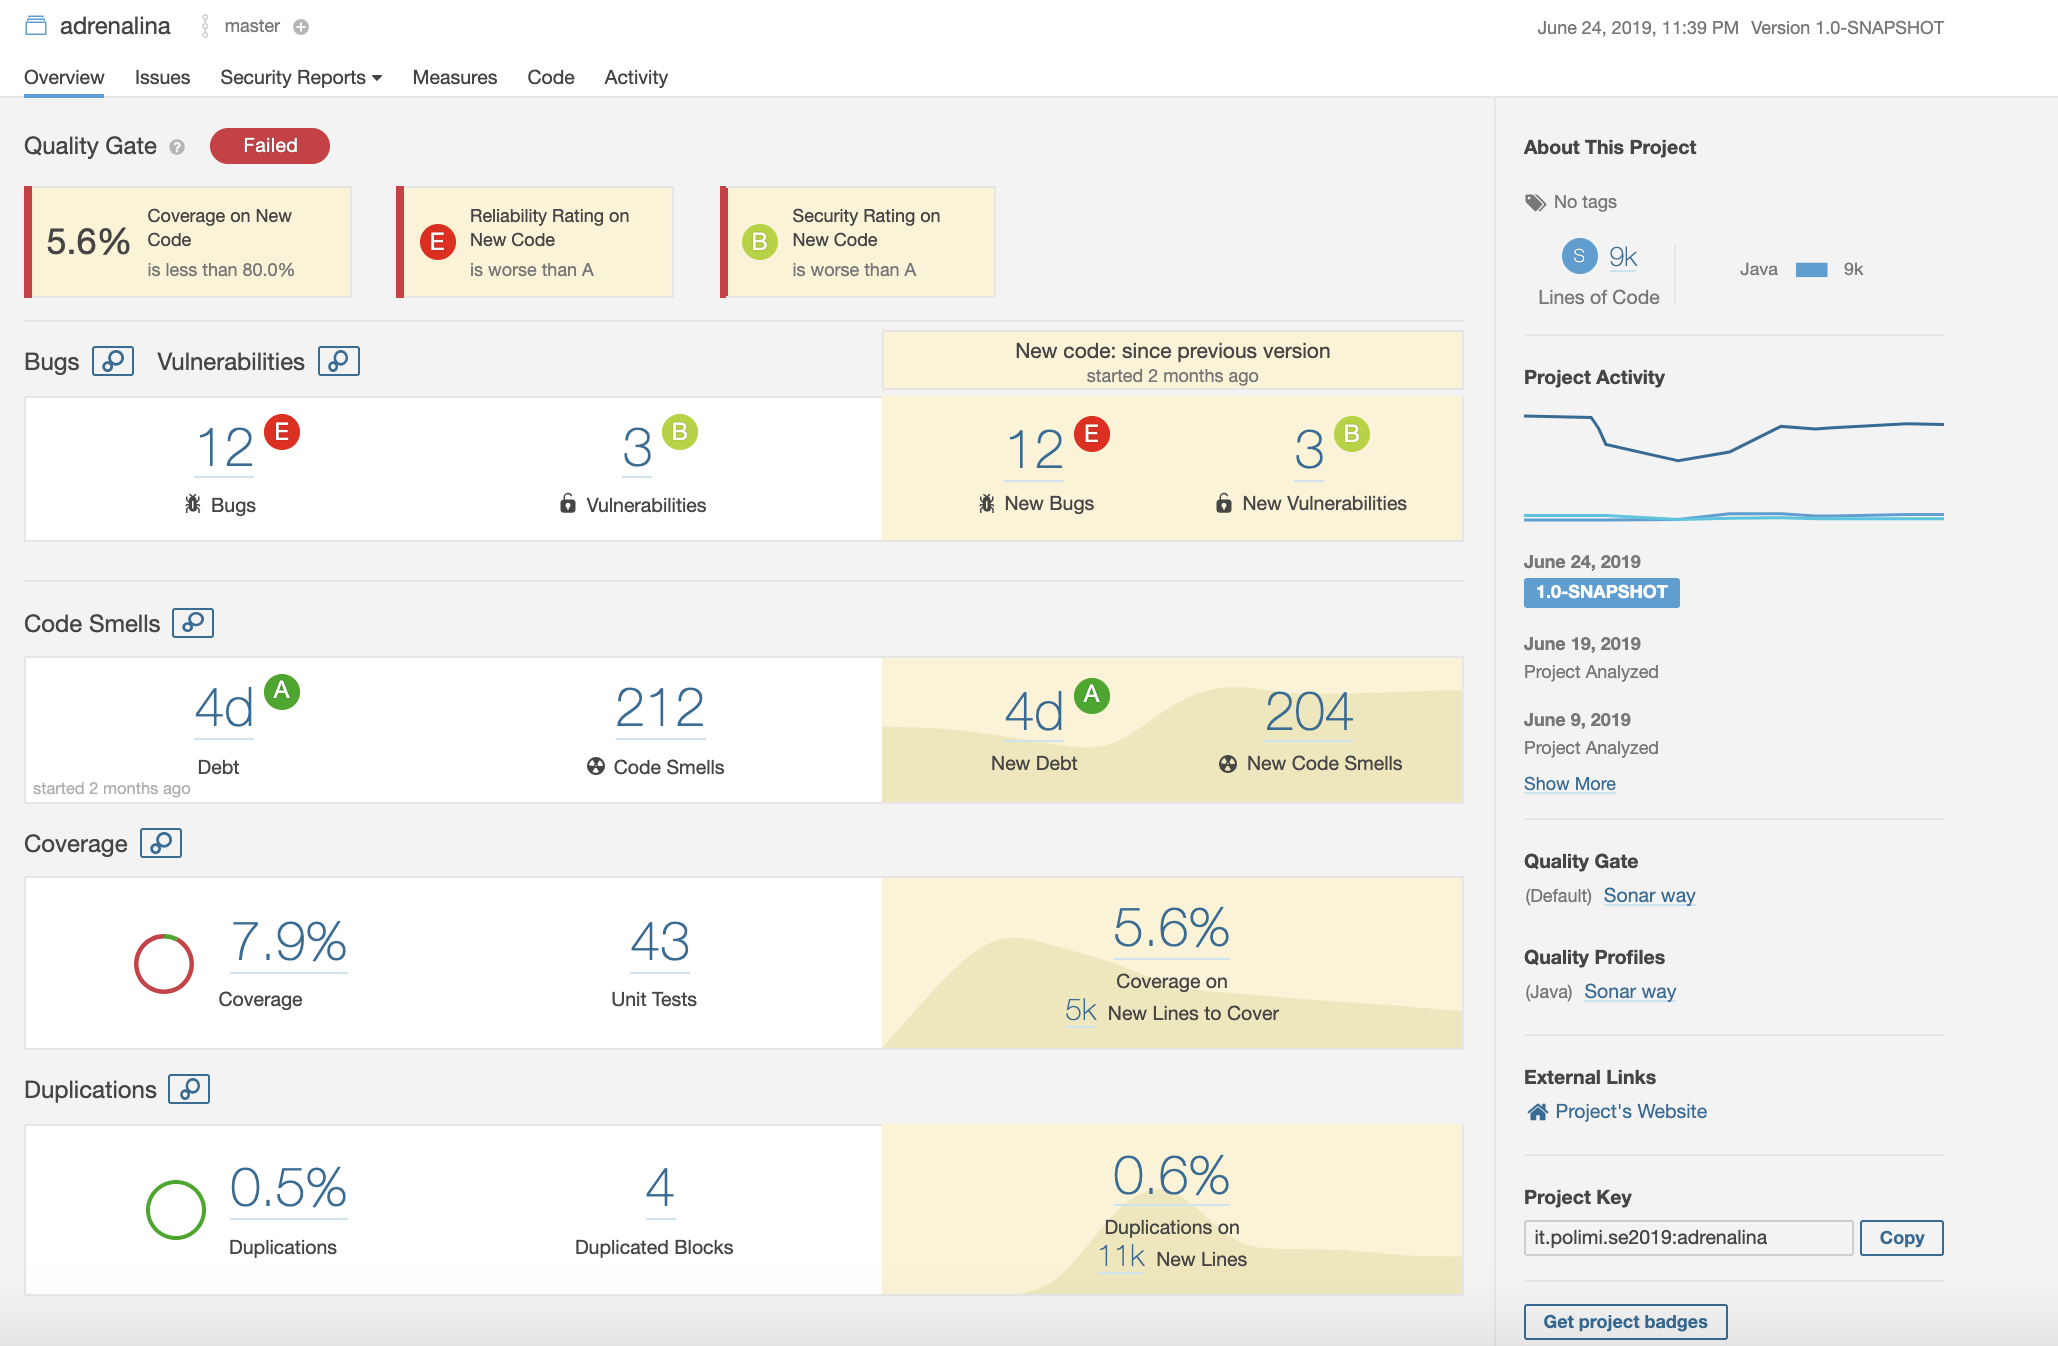 adrenalina master
June 24, 2019, 11:39 PM Version 1.0-SNAPSHOT
Overview Issues Security Reports Measures Code Activity
Quality Gate ? Failed
5.6%
Coverage on New
Code
is less than 80.0%
E
Reliability Rating on
New Code
is worse than A
B
Security Rating on
New Code
is worse than A
Bugs Vulnerabilities
New code: since previous version
started 2 months ago
12 E
Bugs
3 B
Vulnerabilities
12 E
New Bugs
3 B
New Vulnerabilities
Code Smells
4d A
Debt
started 2 months ago
212
Code Smells
4d A
New Debt
204
New Code Smells
Coverage
7.9%
Coverage
43
Unit Tests
5.6%
Coverage on
5k New Lines to Cover
Duplications
0.5%
Duplications
4
Duplicated Blocks
0.6%
Duplications on
11k New Lines
About This Project
No tags
S 9k
Lines of Code
Java 9k
Project Activity
June 24, 2019
1.0-SNAPSHOT
June 19, 2019
Project Analyzed
June 9, 2019
Project Analyzed
Show More
Quality Gate
(Default) Sonar way
Quality Profiles
(Java) Sonar way
External Links
Project's Website
Project Key
it.polimi.se2019:adrenalina Copy
Get project badges